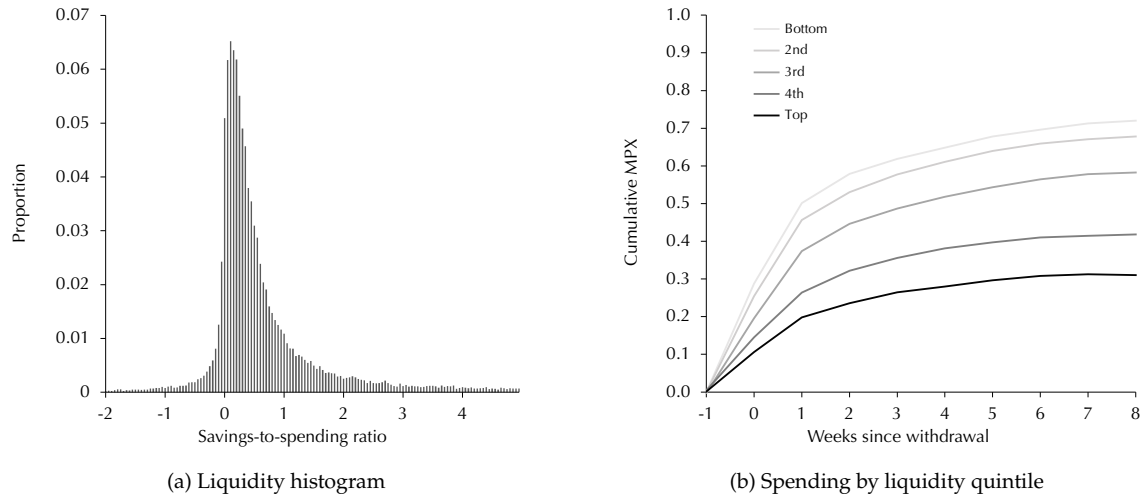 0.07
0.06
0.05
0.04
0.03
0.02
0.01
0
Proportion
-2 -1 0 1 2 3 4
Savings-to-spending ratio
(a) Liquidity histogram
1.0
0.9
0.8
0.7
0.6
0.5
0.4
0.3
0.2
0.1
0.0
Cumulative MPX
Bottom
2nd
3rd
4th
Top
-1 0 1 2 3 4 5 6 7 8
Weeks since withdrawal
(b) Spending by liquidity quintile